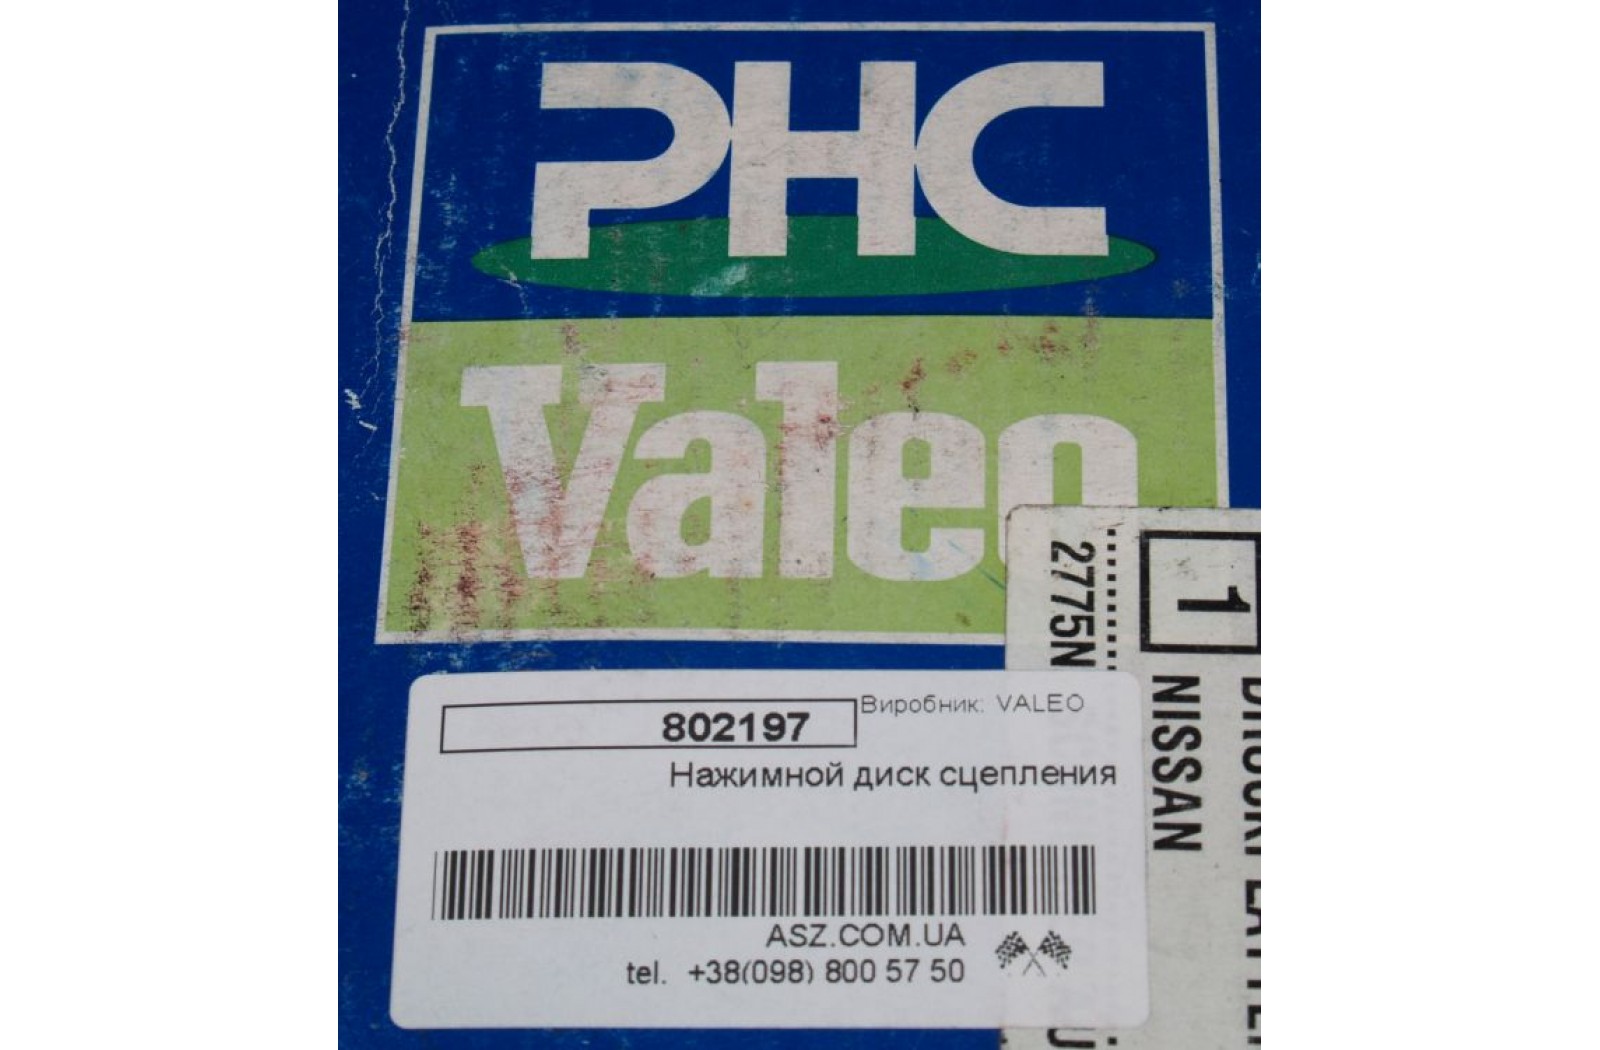 PHC
Valeo
802197
Виробник: VALEO
Нажимной диск сцепления
ASZ.COM.UA
tel. +38(098) 800 57 50
1
2775N
NISSAN